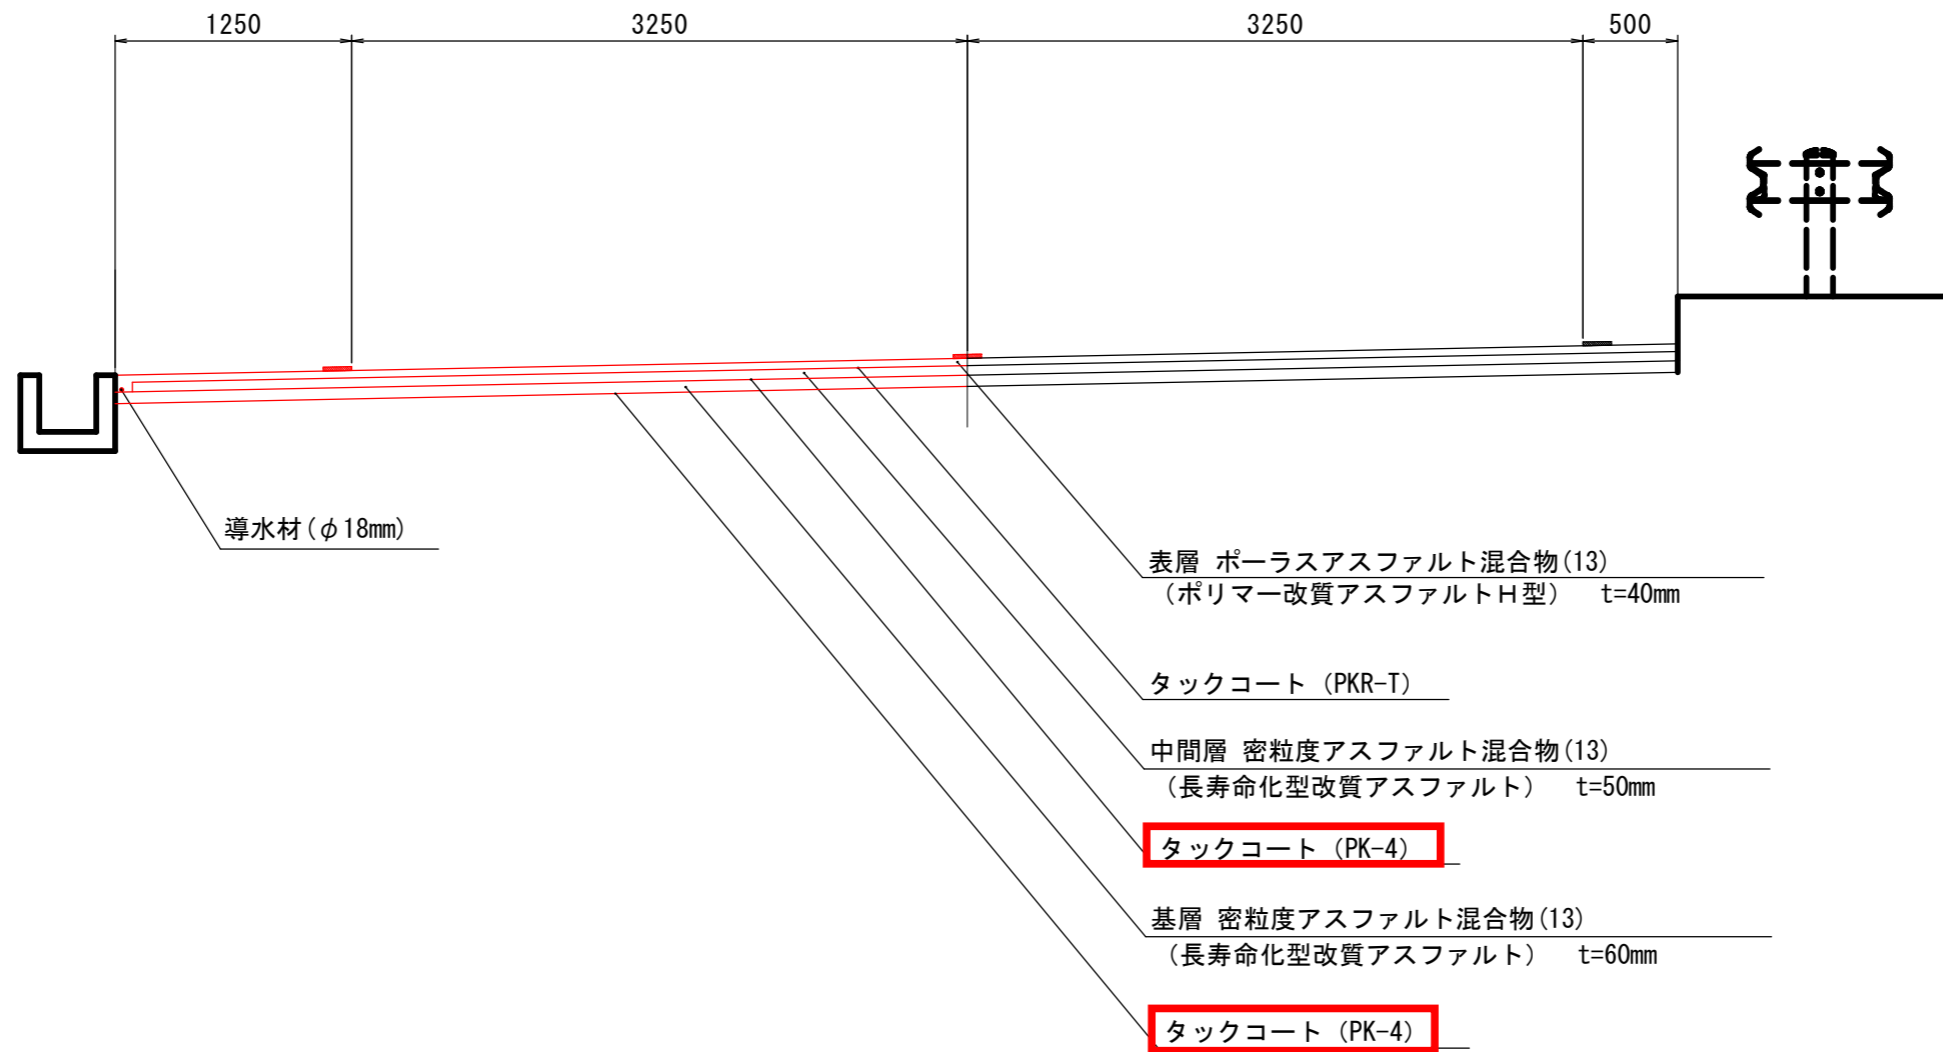 1250
3250
3250
500
導水材(φ18mm)
表層 ポーラスアスファルト混合物(13)
(ポリマー改質アスファルトH型) t=40mm
タックコート (PKR-T)
中間層 密粒度アスファルト混合物(13)
(長寿命化型改質アスファルト) t=50mm
タックコート (PK-4)
基層 密粒度アスファルト混合物(13)
(長寿命化型改質アスファルト) t=60mm
タックコート (PK-4)